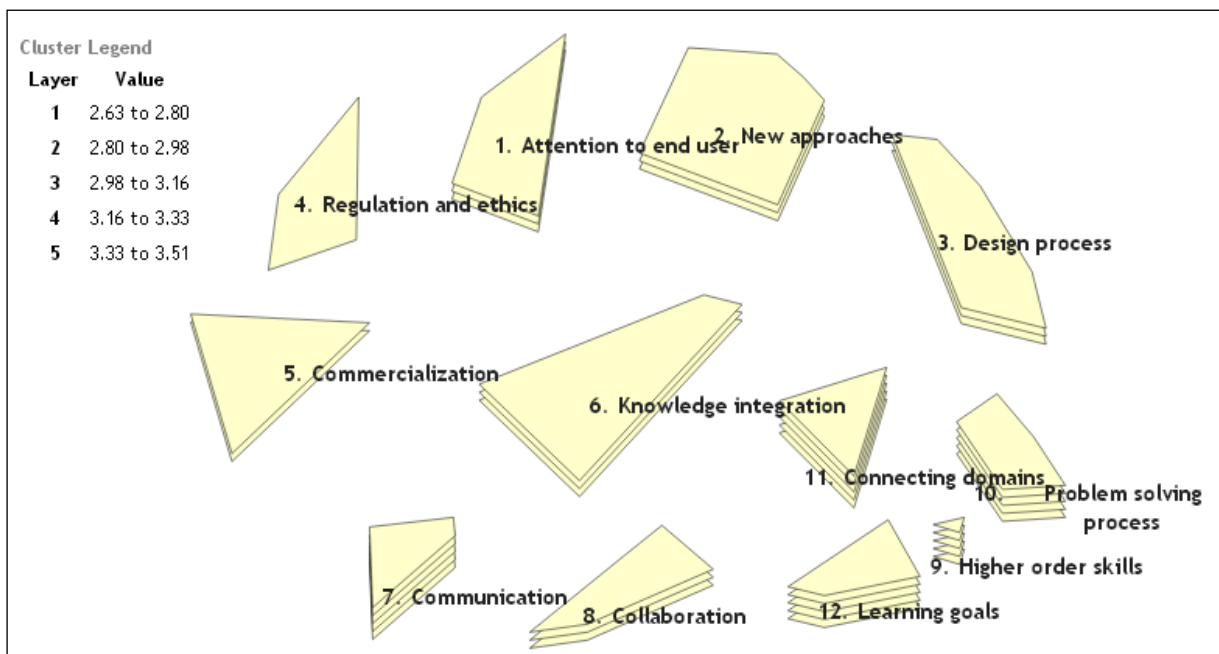 Cluster Legend
Layer Value
1 2.63 to 2.80
2 2.80 to 2.98
3 2.98 to 3.16
4 3.16 to 3.33
5 3.33 to 3.51
1. Attention to end user
2. New approaches
4. Regulation and ethics
3. Design process
5. Commercialization
6. Knowledge integration
11. Connecting domains
10. Problem solving
process
9. Higher order skills
7. Communication
8. Collaboration
12. Learning goals